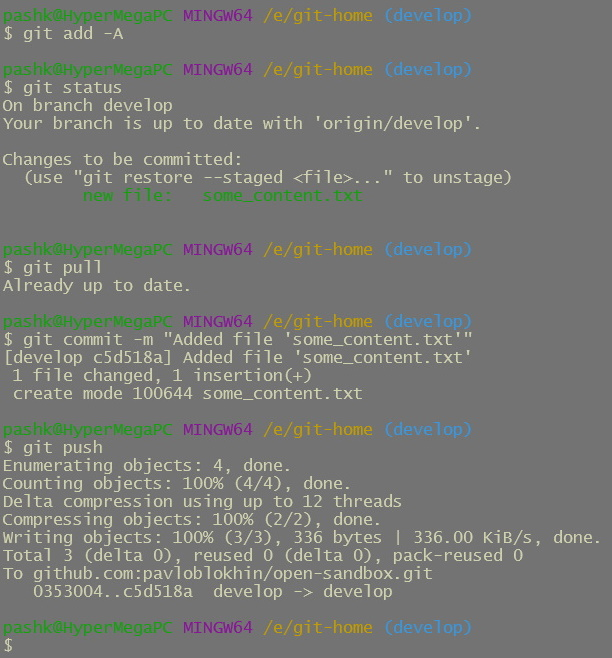 pashk@HyperMegaPC MINGW64 /e/git-home (develop)
$ git add -A
pashk@HyperMegaPC MINGW64 /e/git-home (develop)
$ git status
On branch develop
Your branch is up to date with 'origin/develop'.
Changes to be committed:
  (use "git restore --staged <file>..." to unstage)
        new file:   some_content.txt
pashk@HyperMegaPC MINGW64 /e/git-home (develop)
$ git pull
Already up to date.
pashk@HyperMegaPC MINGW64 /e/git-home (develop)
$ git commit -m "Added file 'some_content.txt'"
[develop c5d518a] Added file 'some_content.txt'
 1 file changed, 1 insertion(+)
 create mode 100644 some_content.txt
pashk@HyperMegaPC MINGW64 /e/git-home (develop)
$ git push
Enumerating objects: 4, done.
Counting objects: 100% (4/4), done.
Delta compression using up to 12 threads
Compressing objects: 100% (2/2), done.
Writing objects: 100% (3/3), 336 bytes | 336.00 KiB/s, done.
Total 3 (delta 0), reused 0 (delta 0), pack-reused 0
To github.com:pavloblokhin/open-sandbox.git
   0353004..c5d518a  develop -> develop
pashk@HyperMegaPC MINGW64 /e/git-home (develop)
$